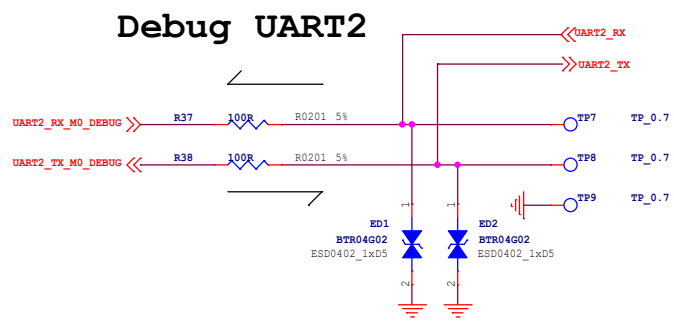 Debug UART2
UART2_RX
UART2_TX
UART2_RX_M0_DEBUG R37 100R R0201 5% TP7 TP_0.7
UART2_TX_M0_DEBUG R38 100R R0201 5% TP8 TP_0.7
TP9 TP_0.7
1 1
ED1 ED2
BTR04G02 BTR04G02
ESD0402_1xD5 ESD0402_1xD5
2 2